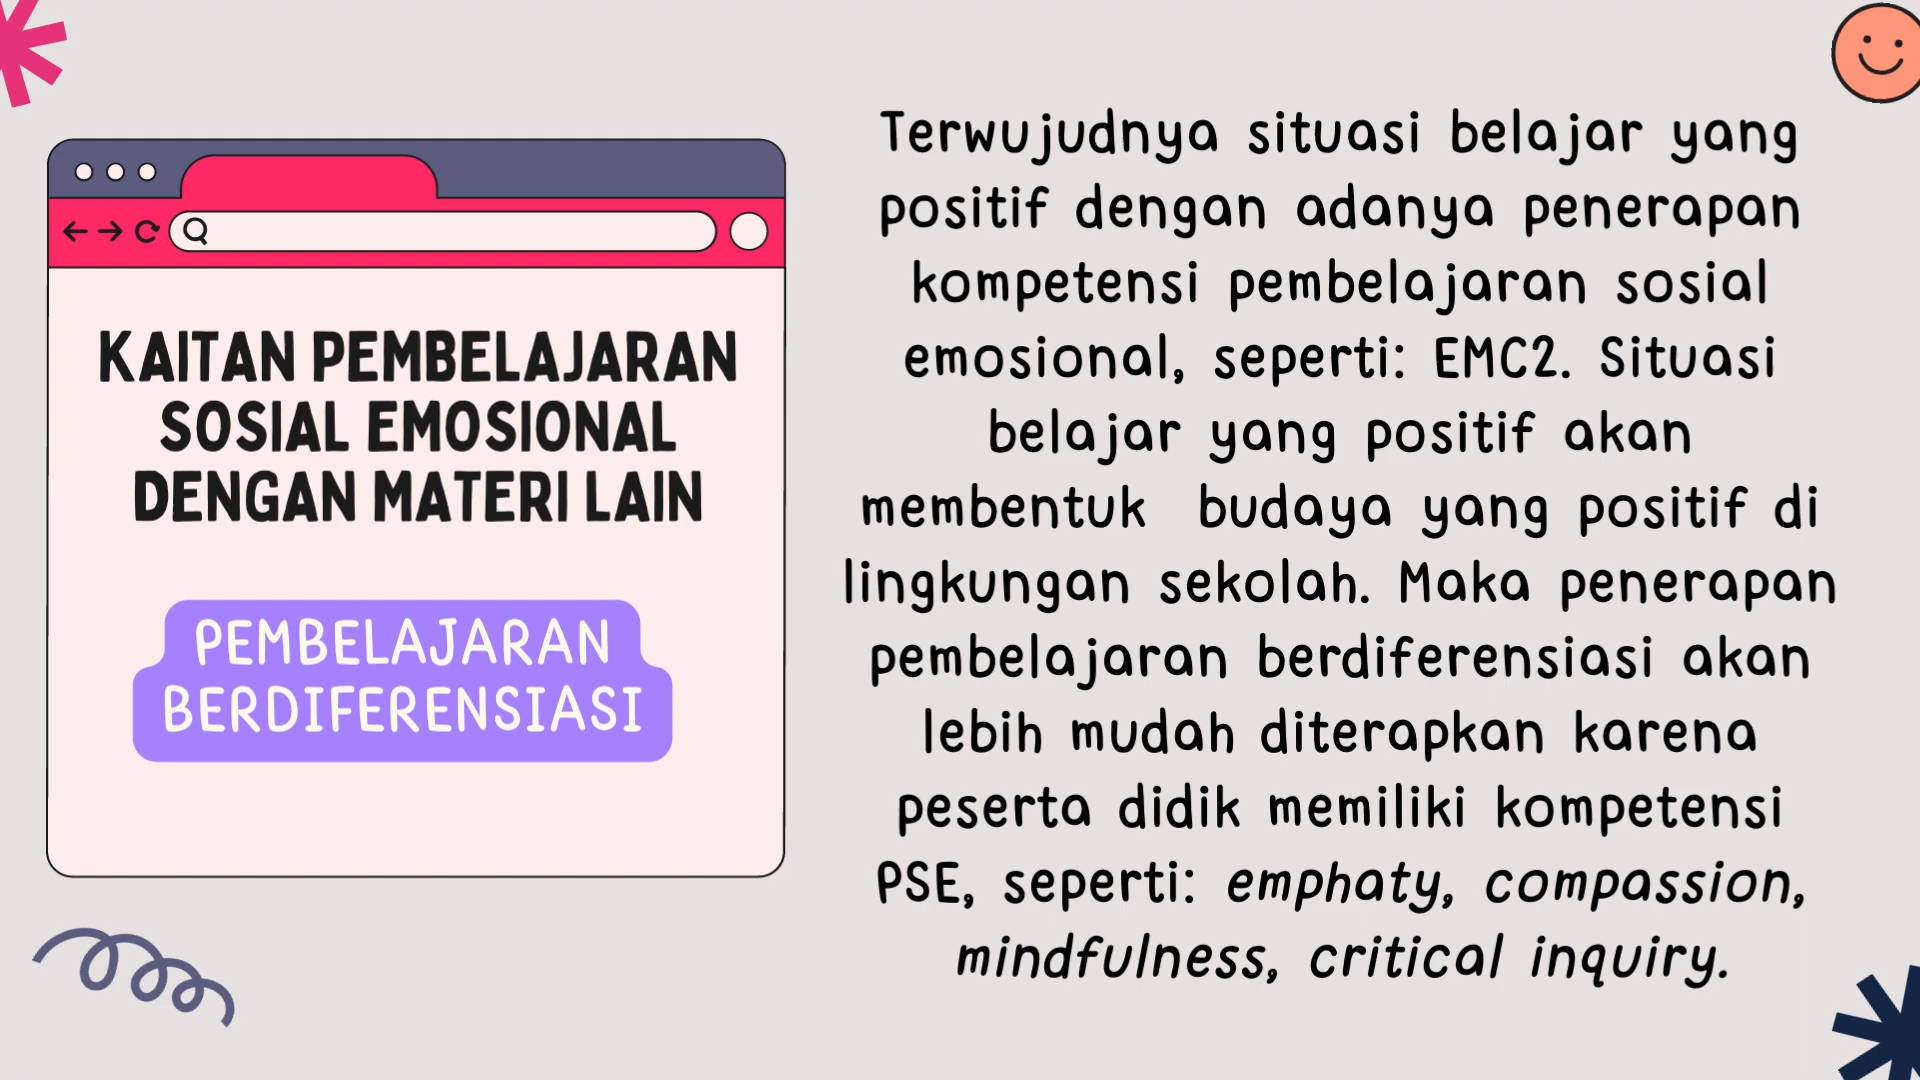 KAITAN PEMBELAJARAN
SOSIAL EMOSIONAL
DENGAN MATERI LAIN
PEMBELAJARAN
BERDIFERENSIASI
Terwujudnya situasi belajar yang
positif dengan adanya penerapan
kompetensi pembelajaran sosial
emosional, seperti: EMC2. Situasi
belajar yang positif akan
membentuk  budaya yang positif di
lingkungan sekolah. Maka penerapan
pembelajaran berdiferensiasi akan
lebih mudah diterapkan karena
peserta didik memiliki kompetensi
PSE, seperti: emphaty, compassion,
mindfulness, critical inquiry.